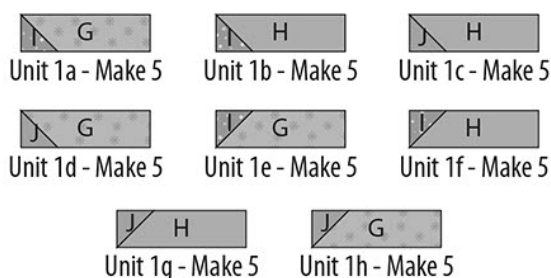 I G I H J H
Unit 1a - Make 5 Unit 1b - Make 5 Unit 1c - Make 5
J G I G I H
Unit 1d - Make 5 Unit 1e - Make 5 Unit 1f - Make 5
J H J G
Unit 1g - Make 5 Unit 1h - Make 5